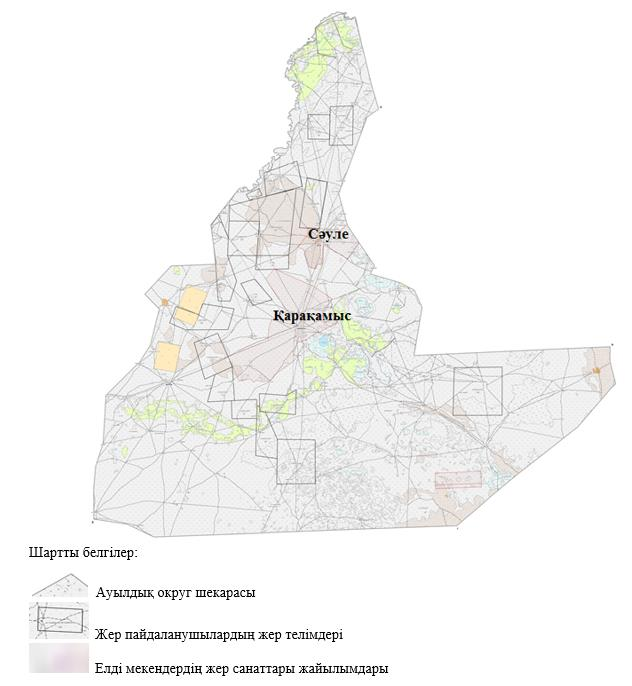 Сәуле
Қарақамыс
Шартты белгілер:
Ауылдық округ шекарасы
Жер пайдаланушылардың жер телімдері
Елді мекендердің жер санаттары жайылымдары